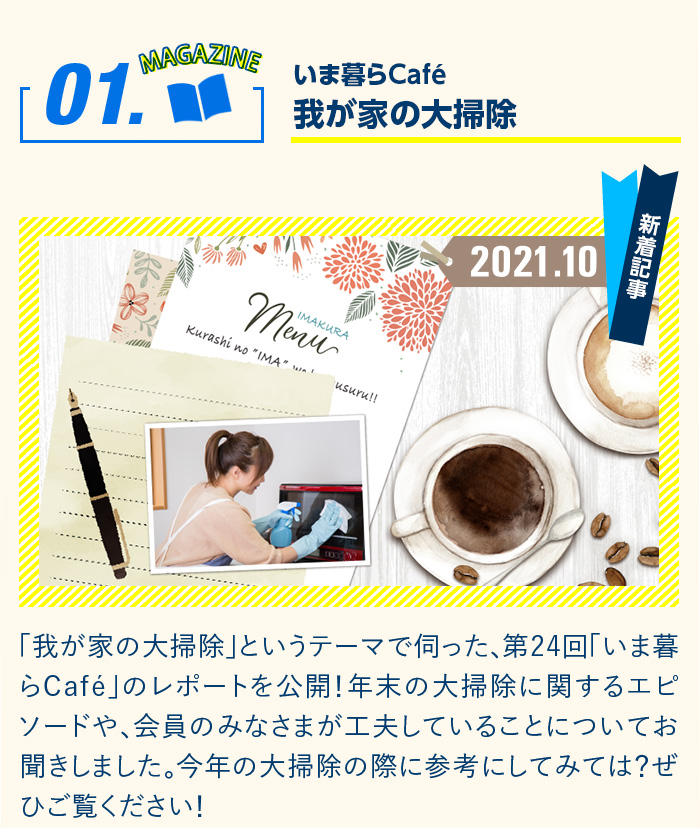 01.
MAGAZINE
いま暮らCafé
我が家の大掃除
新着記事
2021.10
IMAKURA
Menu
Kurashi no "IMA" wo
usuru!!
「我が家の大掃除」というテーマで伺った、第24回「いま暮
らCafé」のレポートを公開！年末の大掃除に関するエピ
ソードや、会員のみなさまが工夫していることについてお
聞きしました。今年の大掃除の際に参考にしてみては？ぜ
ひご覧ください！